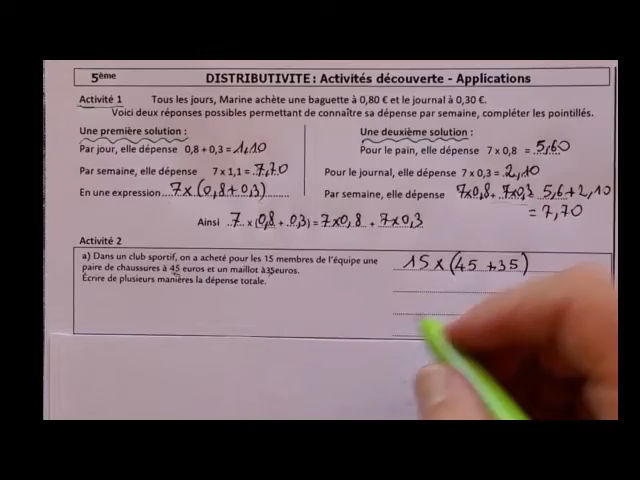 5ème DISTRIBUTIVITE : Activités découverte - Applications
Activité 1 Tous les jours, Marine achète une baguette à 0,80 € et le journal à 0,30 €.
Voici deux réponses possibles permettant de connaître sa dépense par semaine, compléter les pointillés.
Une première solution :
Par jour, elle dépense 0,8 + 0,3 = 1,10
Par semaine, elle dépense 7 x 1,1 = 7,70
En une expression 7 x (0,8 + 0,3)
Une deuxième solution :
Pour le pain, elle dépense 7 x 0,8 = 5,60
Pour le journal, elle dépense 7 x 0,3 = 2,10
Par semaine, elle dépense 7x0,8 + 7x0,3 = 5,6 + 2,10
= 7,70
Ainsi 7 x (0,8 + 0,3) = 7x0,8 + 7x0,3
Activité 2
a) Dans un club sportif, on a acheté pour les 15 membres de l'équipe une
paire de chaussures à 45 euros et un maillot à 35euros.
Écrire de plusieurs manières la dépense totale.
15 x (45 + 35)